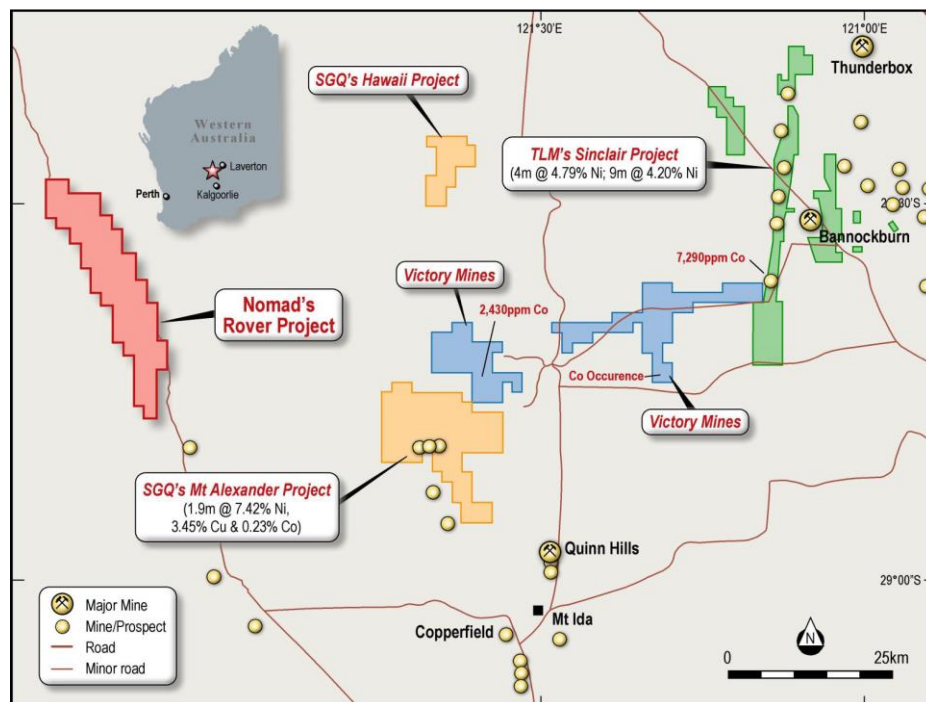 121°30'E
121°00'E
Thunderbox
SGQ's Hawaii Project
Western
Australia
Laverton
Kalgoorlie
Perth
TLM's Sinclair Project
(4m @ 4.79% Ni; 9m @ 4.20% Ni)
30'S
Bannockburn
7,290ppm Co
Victory Mines
2,430ppm Co
Nomad's
Rover Project
Co Occurence
Victory Mines
SGQ's Mt Alexander Project
(1.9m @ 7.42% Ni,
3.45% Cu & 0.23% Co)
Quinn Hills
29°00'S
Mt Ida
Copperfield
Major Mine
Mine/Prospect
Road
Minor road
N
0 25km